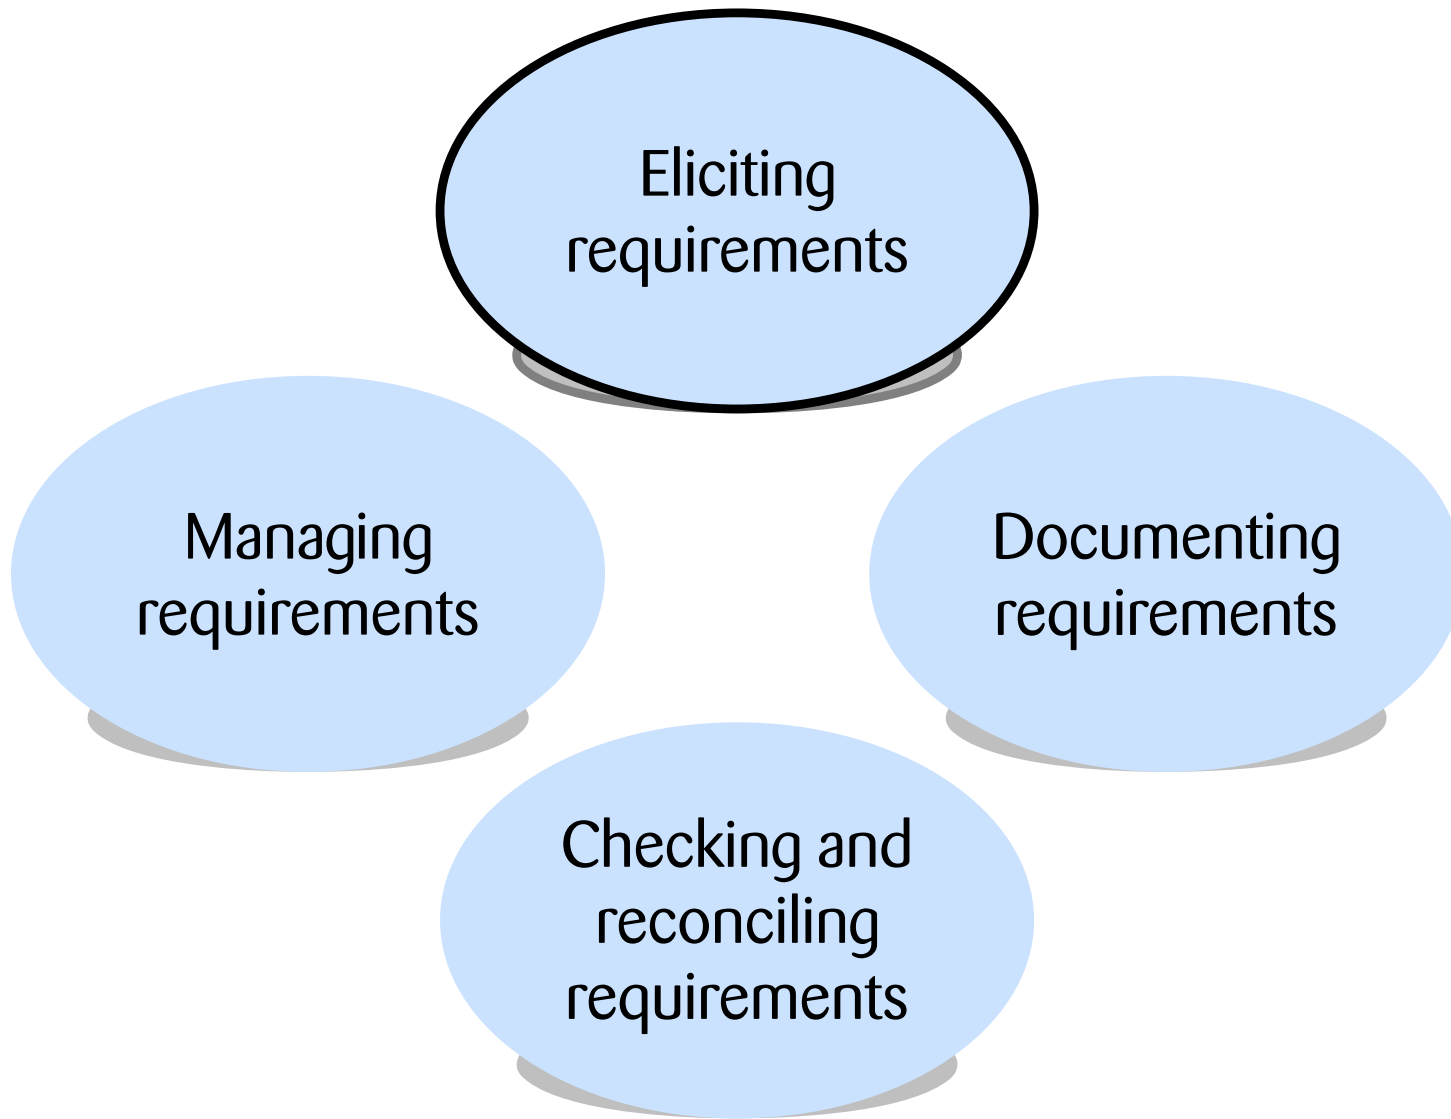 Eliciting
requirements
Managing
requirements
Documenting
requirements
Checking and
reconciling
requirements